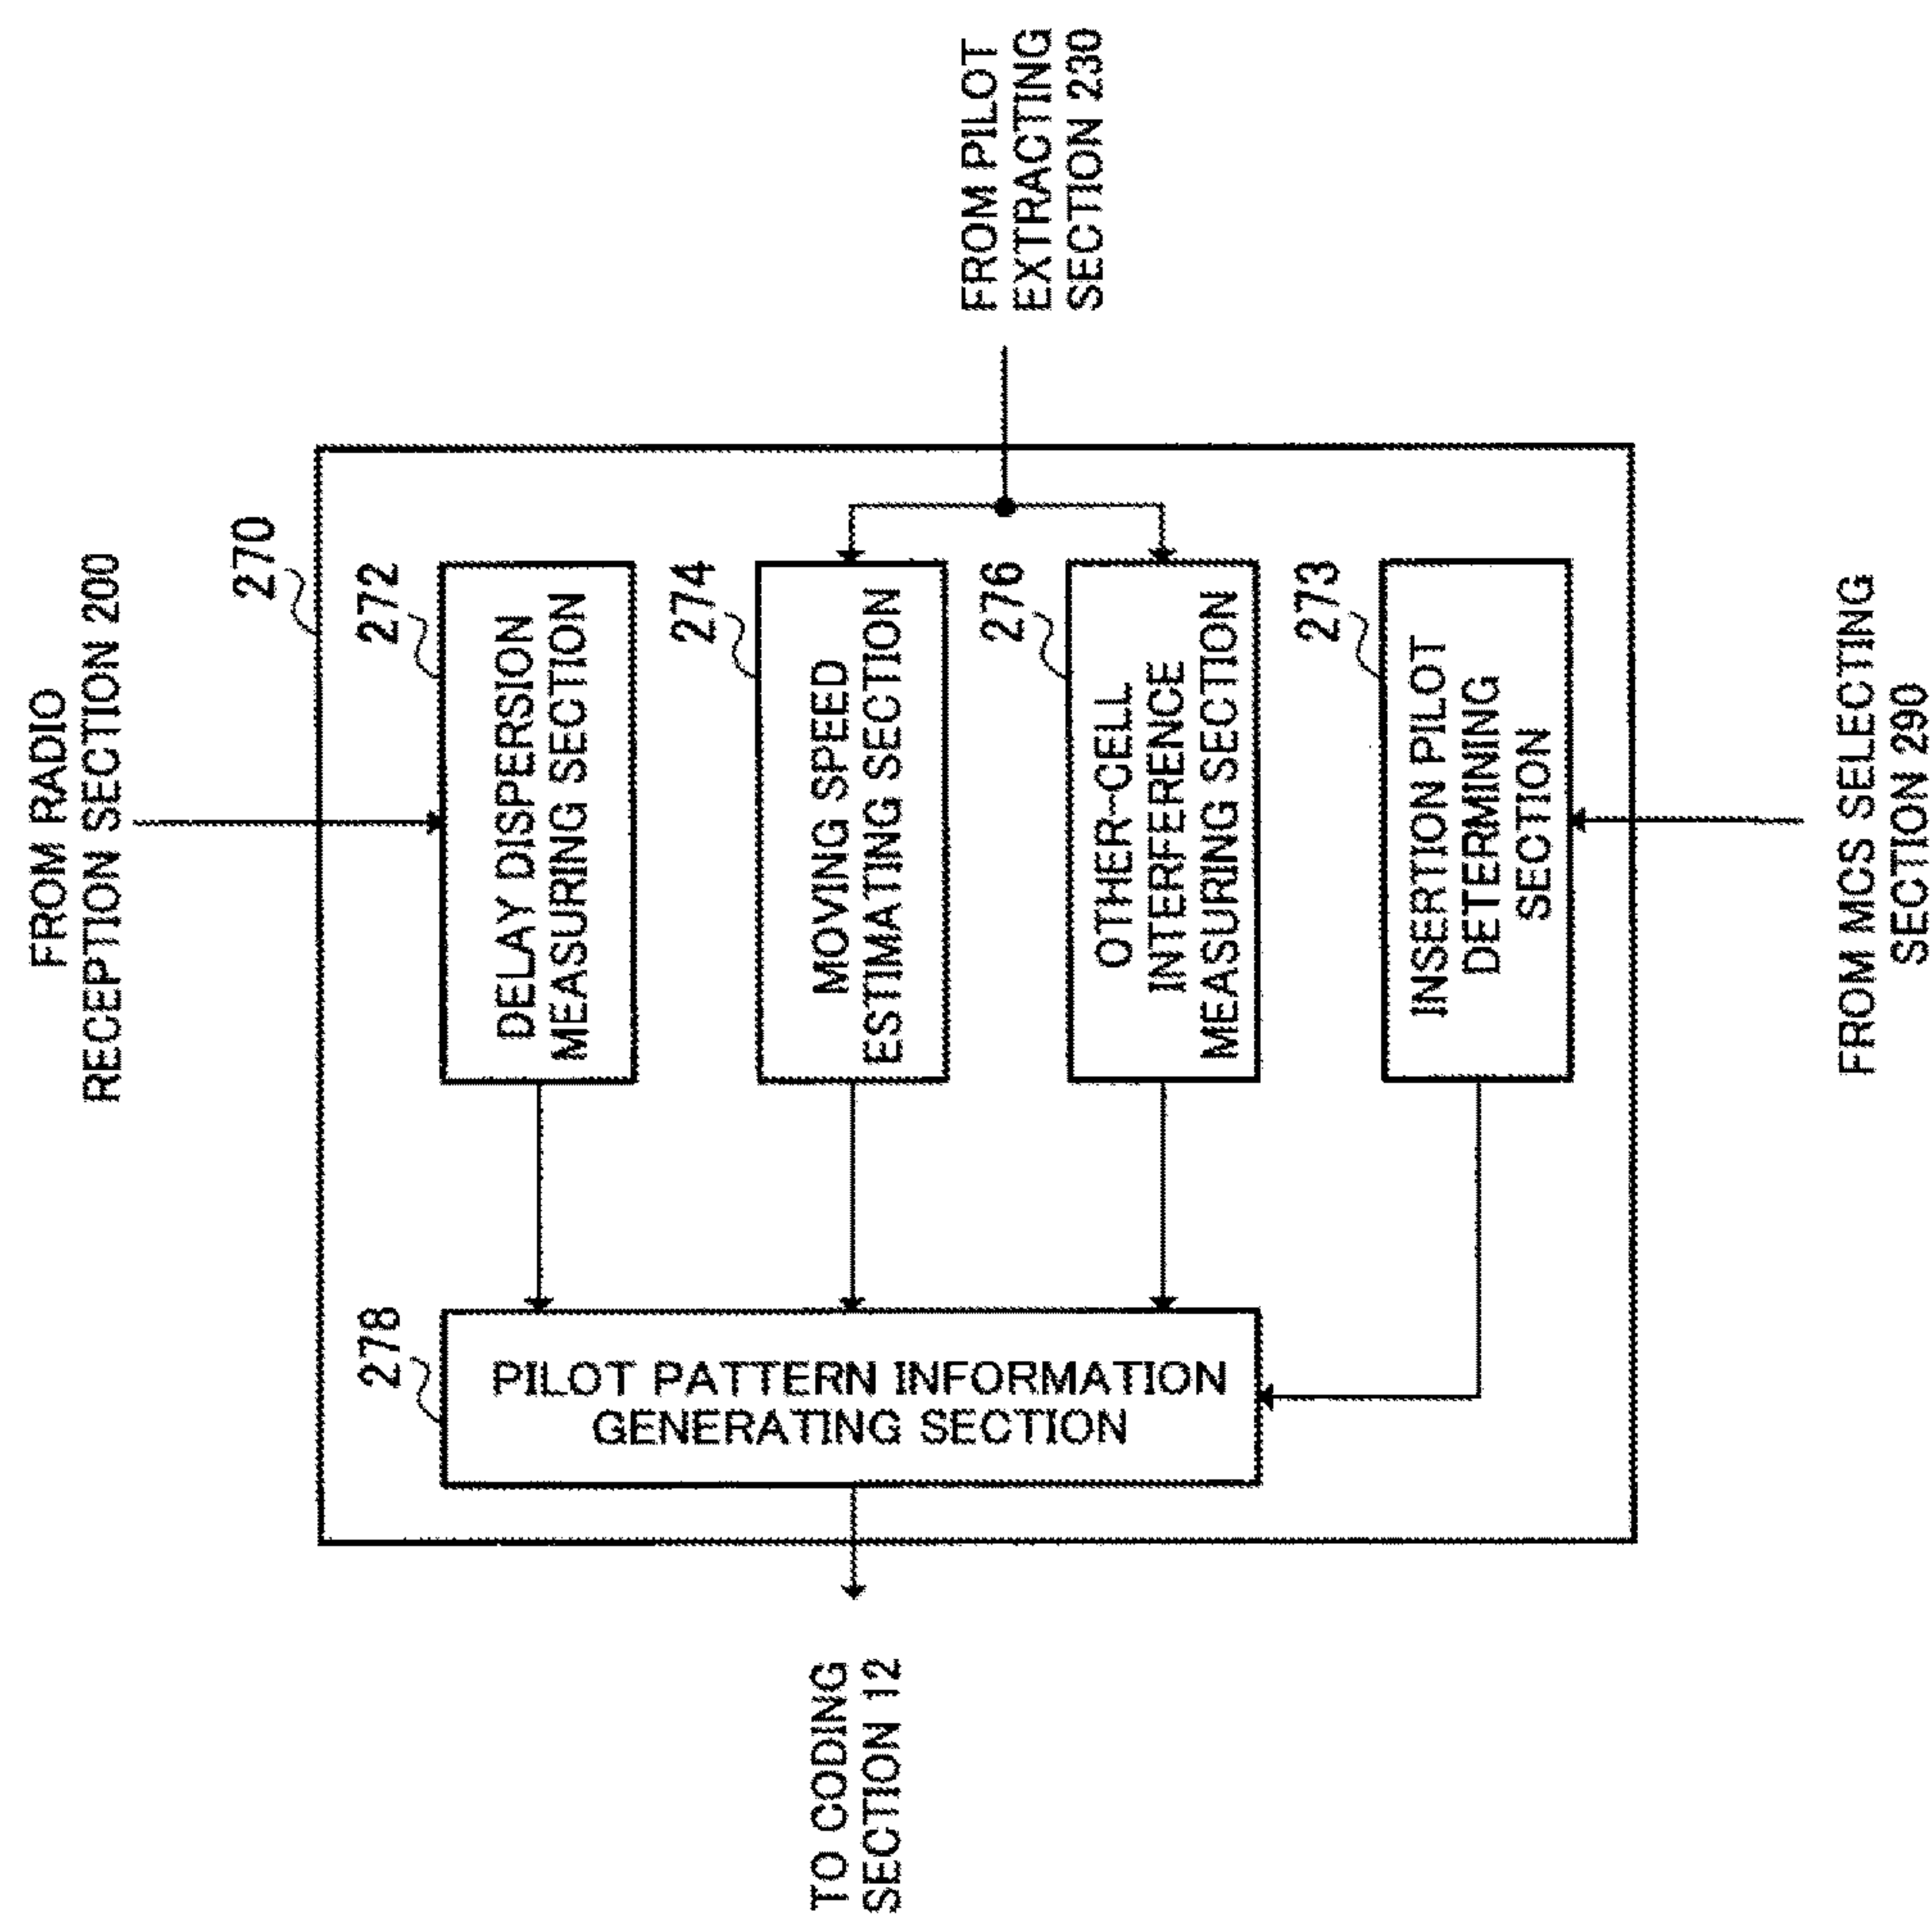 FROM RADIO
RECEPTION SECTION 200
270
272
DELAY DISPERSION
MEASURING SECTION
274
MOVING SPEED
ESTIMATING SECTION
276
OTHER-CELL
INTERFERENCE
MEASURING SECTION
273
INSERTION PILOT
DETERMINING
SECTION
FROM PILOT
EXTRACTING
SECTION 230
278
PILOT PATTERN INFORMATION
GENERATING SECTION
TO CODING
SECTION 12
FROM MCS SELECTING
SECTION 290